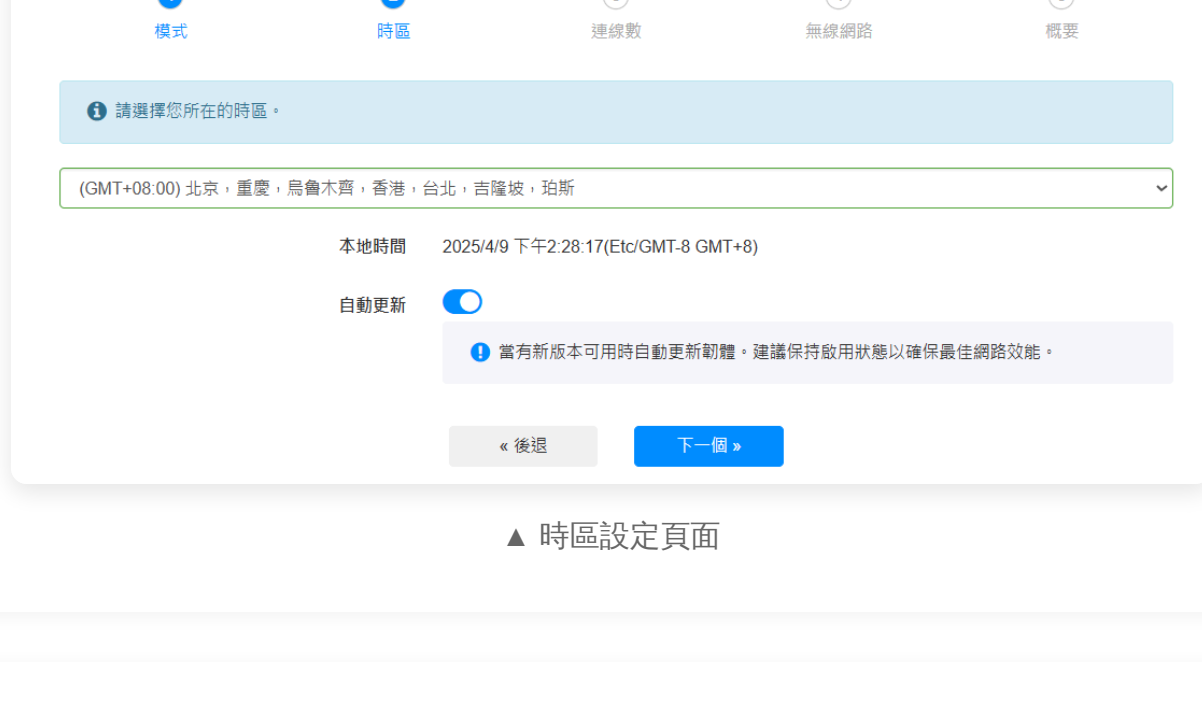 模式 時區 連線數 無線網路 概要
請選擇您所在的時區。
(GMT+08:00) 北京，重慶，烏魯木齊，香港，台北，吉隆坡，珀斯
本地時間 2025/4/9 下午2:28:17(Etc/GMT-8 GMT+8)
自動更新
當有新版本可用時自動更新韌體。建議保持啟用狀態以確保最佳網路效能。
« 後退 下一個 »
▲ 時區設定頁面